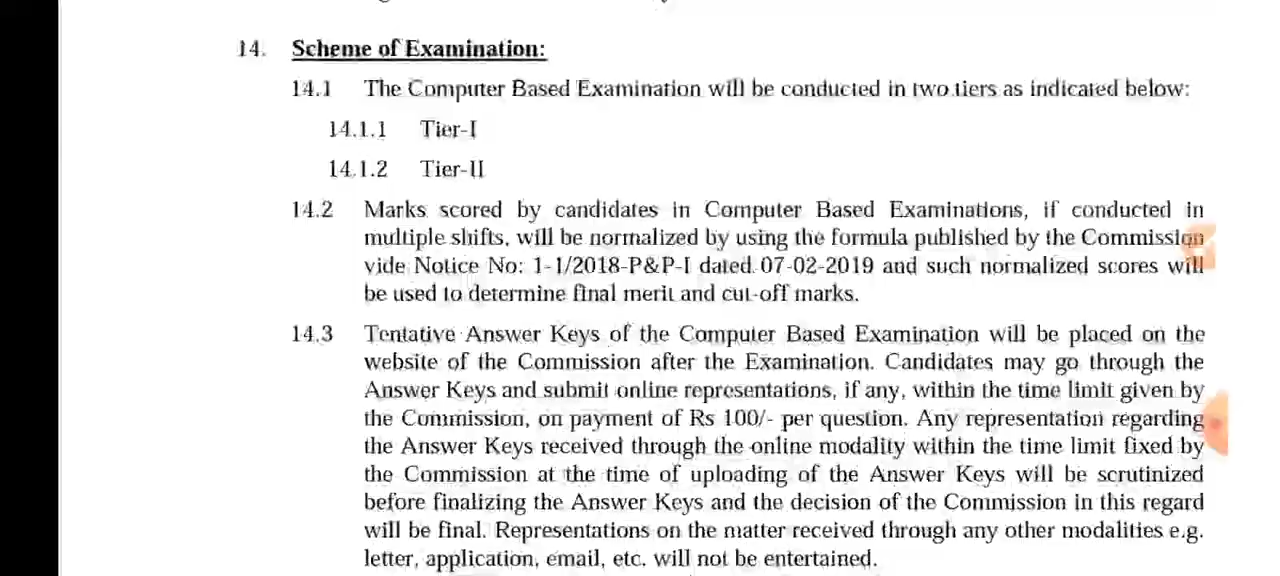 14. Scheme of Examination:
14.1 The Computer Based Examination will be conducted in two tiers as indicated below:
14.1.1 Tier-I
14.1.2 Tier-II
14.2 Marks scored by candidates in Computer Based Examinations, if conducted in
multiple shifts, will be normalized by using the formula published by the Commission
vide Notice No: 1-1/2018-P&P-I dated 07-02-2019 and such normalized scores will
be used to determine final merit and cut-off marks.
14.3 Tentative Answer Keys of the Computer Based Examination will be placed on the
website of the Commission after the Examination. Candidates may go through the
Answer Keys and submit online representations, if any, within the time limit given by
the Commission, on payment of Rs 100/- per question. Any representation regarding
the Answer Keys received through the online modality within the time limit fixed by
the Commission at the time of uploading of the Answer Keys will be scrutinized
before finalizing the Answer Keys and the decision of the Commission in this regard
will be final. Representations on the matter received through any other modalities e.g.
letter, application, email, etc. will not be entertained.